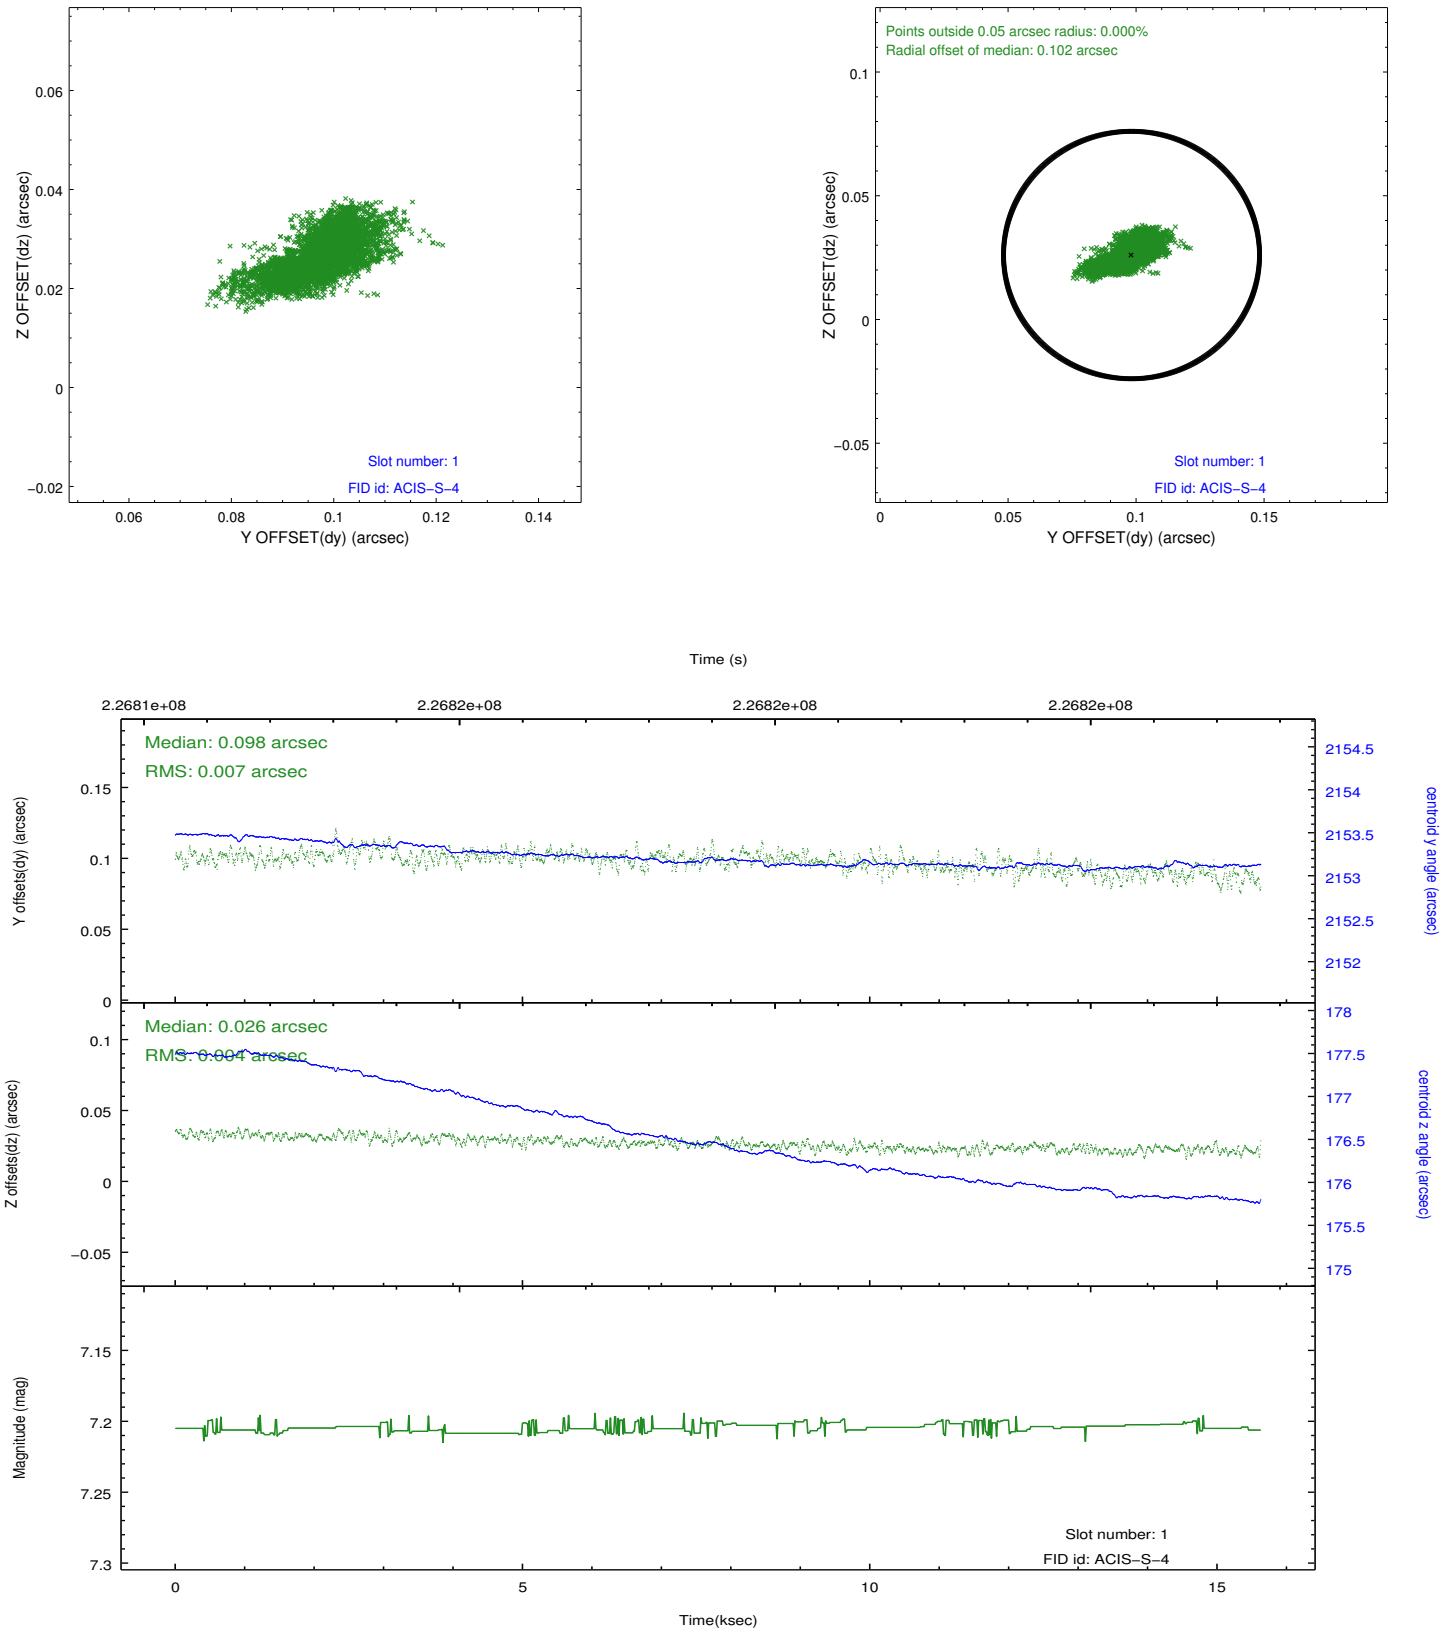 Points outside 0.05 arcsec radius: 0.000%
Radial offset of median: 0.102 arcsec
0.06
0.04
0.02
0
−0.02
Z OFFSET(dz) (arcsec)
Slot number: 1
FID id: ACIS−S−4
0.06 0.08 0.1 0.12 0.14
Y OFFSET(dy) (arcsec)
0.1
0.05
0
−0.05
Z OFFSET(dz) (arcsec)
Slot number: 1
FID id: ACIS−S−4
0 0.05 0.1 0.15
Y OFFSET(dy) (arcsec)
Time (s)
2.2681e+08 2.2682e+08 2.2682e+08 2.2682e+08
Median: 0.098 arcsec
RMS: 0.007 arcsec
0.15
0.1
0.05
0
Y offsets(dy) (arcsec)
2154.5
2154
2153.5
2153
2152.5
2152
centroid y angle (arcsec)
Median: 0.026 arcsec
RMS: 0.004 arcsec
0.1
0.05
0
−0.05
Z offsets(dz) (arcsec)
178
177.5
177
176.5
176
175.5
175
centroid z angle (arcsec)
7.15
7.2
7.25
7.3
Magnitude (mag)
Slot number: 1
FID id: ACIS−S−4
0 5 10 15
Time(ksec)